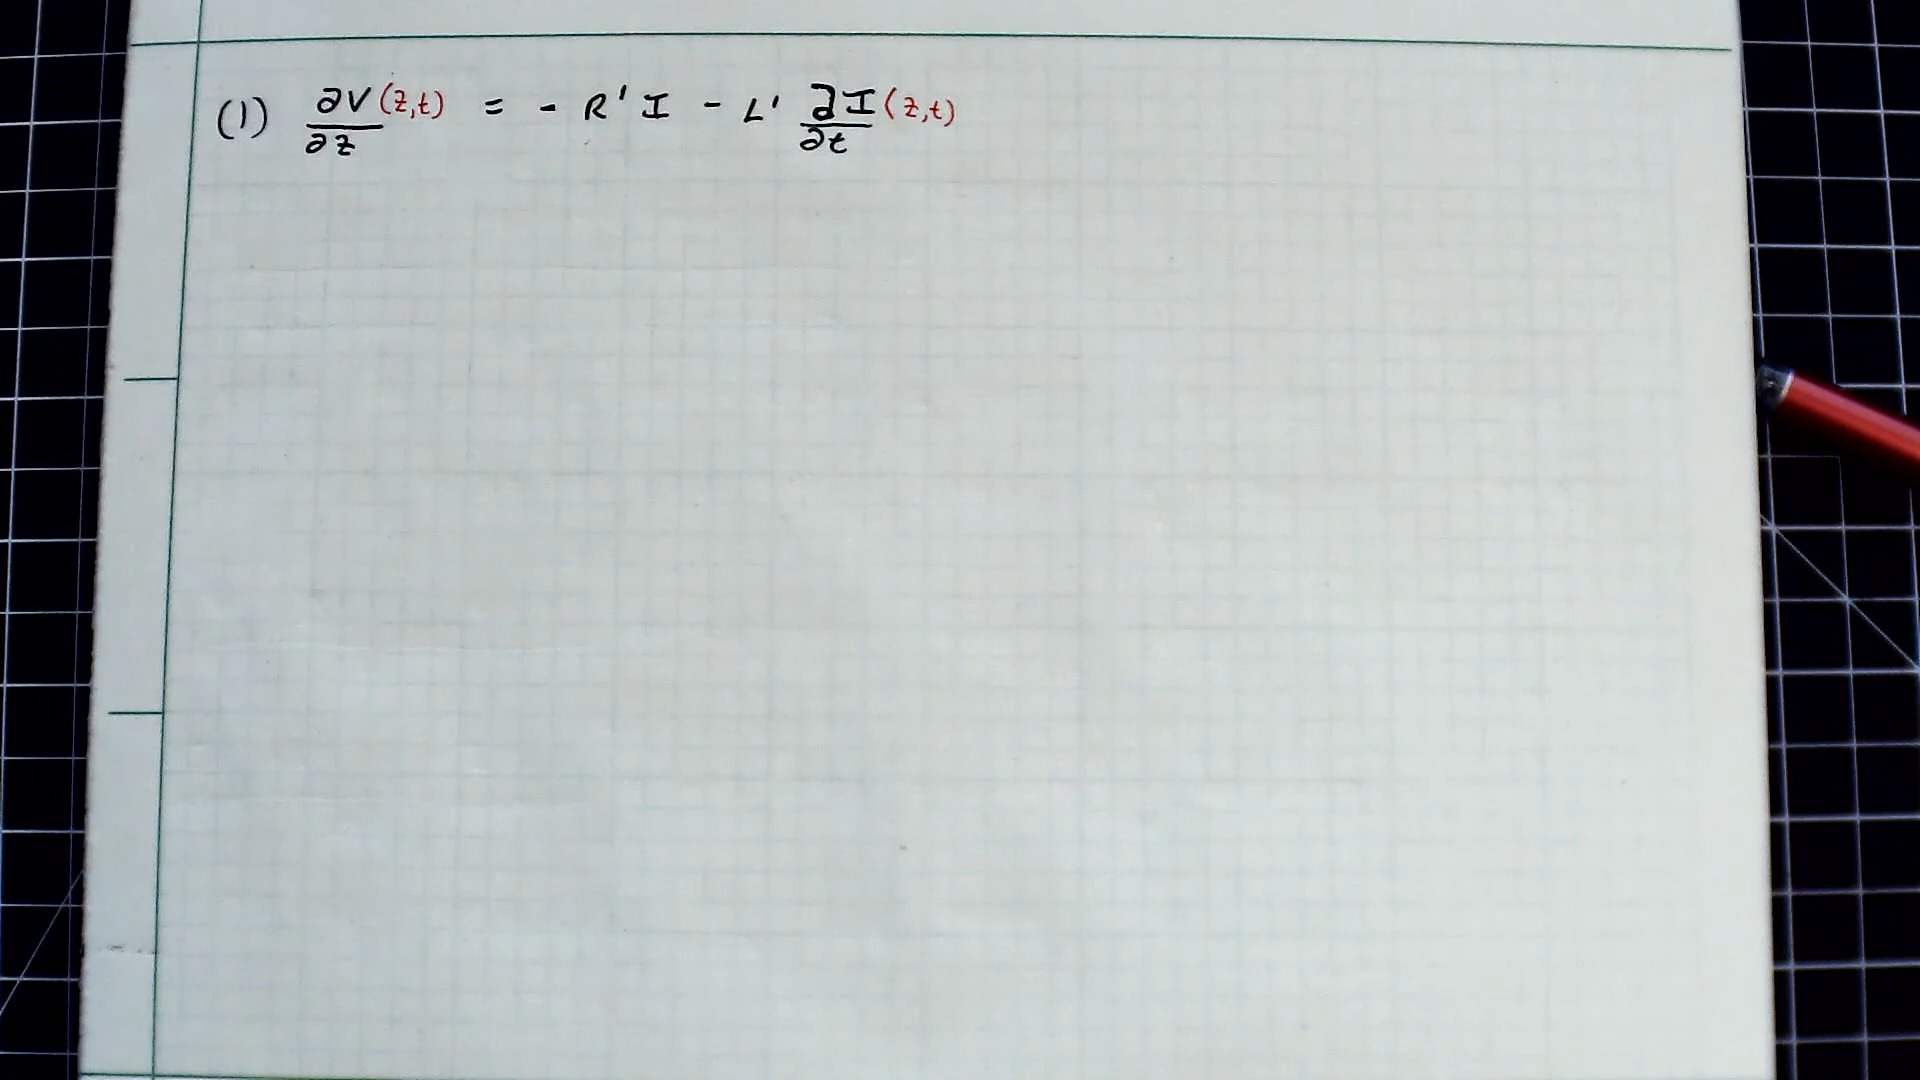 (1) ∂V(z,t)/∂z = - R' I - L' ∂I(z,t)/∂t